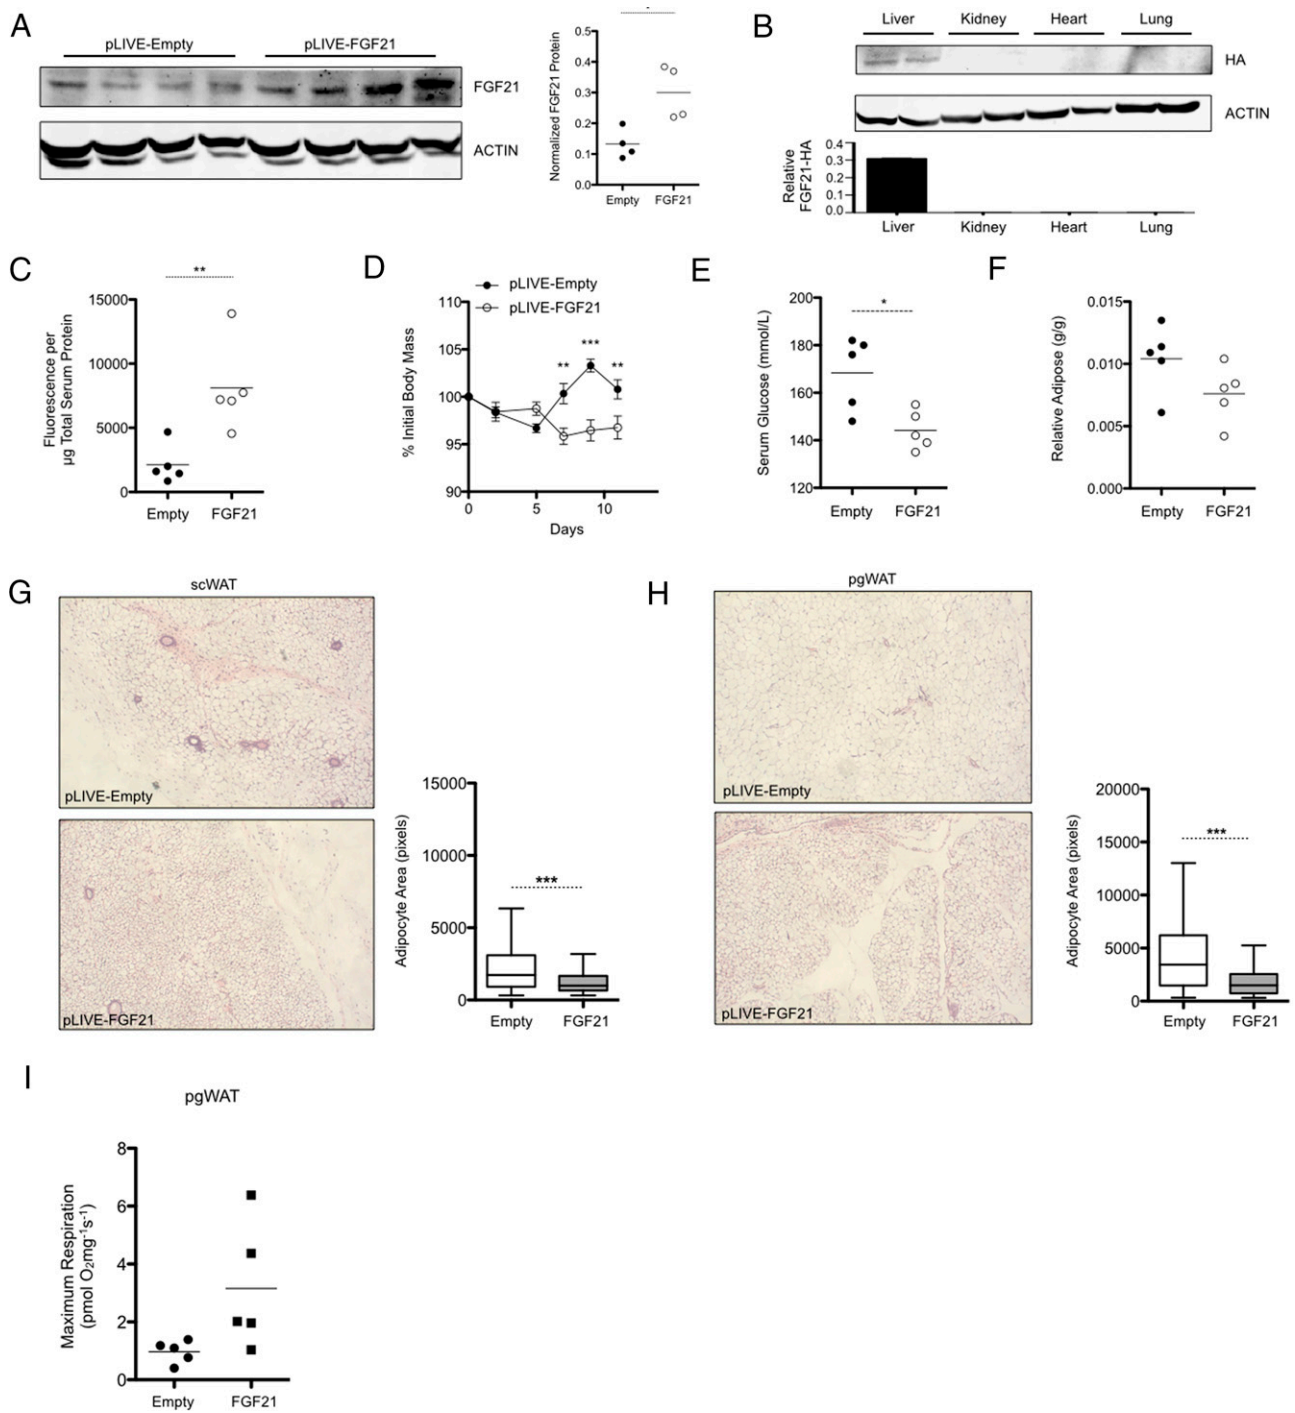 A
pLIVE-Empty
pLIVE-FGF21
FGF21
ACTIN
Normalized FGF21 Protein
0.5
0.4
0.3
0.2
0.1
0.0
Empty
FGF21
B
Liver
Kidney
Heart
Lung
HA
ACTIN
Relative
FGF21-HA
0.4
0.3
0.2
0.1
0.0
Liver
Kidney
Heart
Lung
C
**
Fluorescence per
µg Total Serum Protein
15000
10000
5000
0
Empty
FGF21
D
pLIVE-Empty
pLIVE-FGF21
% Initial Body Mass
110
105
100
95
90
**
***
**
0
5
10
Days
E
*
Serum Glucose (mmol/L)
200
180
160
140
120
Empty
FGF21
F
Relative Adipose (g/g)
0.015
0.010
0.005
0.000
Empty
FGF21
G
scWAT
pLIVE-Empty
pLIVE-FGF21
Adipocyte Area (pixels)
15000
10000
5000
0
***
Empty
FGF21
H
pgWAT
pLIVE-Empty
pLIVE-FGF21
Adipocyte Area (pixels)
20000
15000
10000
5000
0
***
Empty
FGF21
I
pgWAT
Maximum Respiration
(pmol O₂mg⁻¹s⁻¹)
8
6
4
2
0
Empty
FGF21